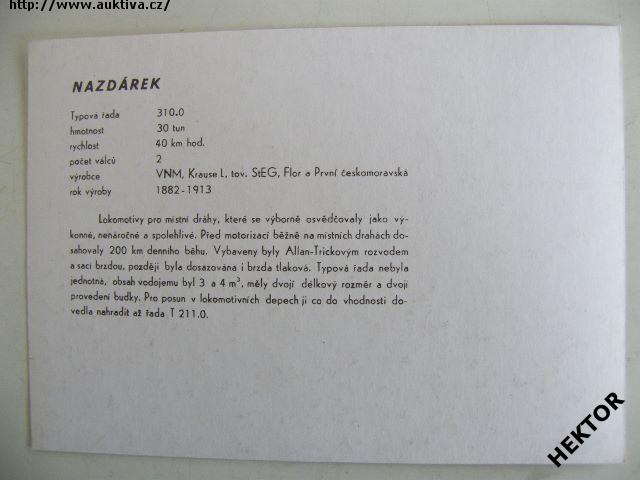 http://www.auktiva.cz/
NAZDÁREK
Typová řada 310.0
hmotnost 30 tun
rychlost 40 km hod.
počet válců 2
výrobce VNM, Krause L, tov. StEG, Flor a První českomoravská
rok výroby 1882-1913
Lokomotivy pro místní dráhy, které se výborně osvědčovaly jako vý-
konné, nenáročné a spolehlivé. Před motorizací běžně na místních drahách do-
sahovaly 200 km denního běhu. Vybaveny byly Allan-Trickovým rozvodem
a sací brzdou, později byla dosazována i brzda tlaková. Typová řada nebyla
jednotná, obsah vodojemu byl 3 a 4 m³, měly dvojí délkový rozměr a dvojí
provedení budky. Pro posun v lokomotivních depech ji co do vhodnosti do-
vedla nahradit až řada T 211.0.
HEKTOR